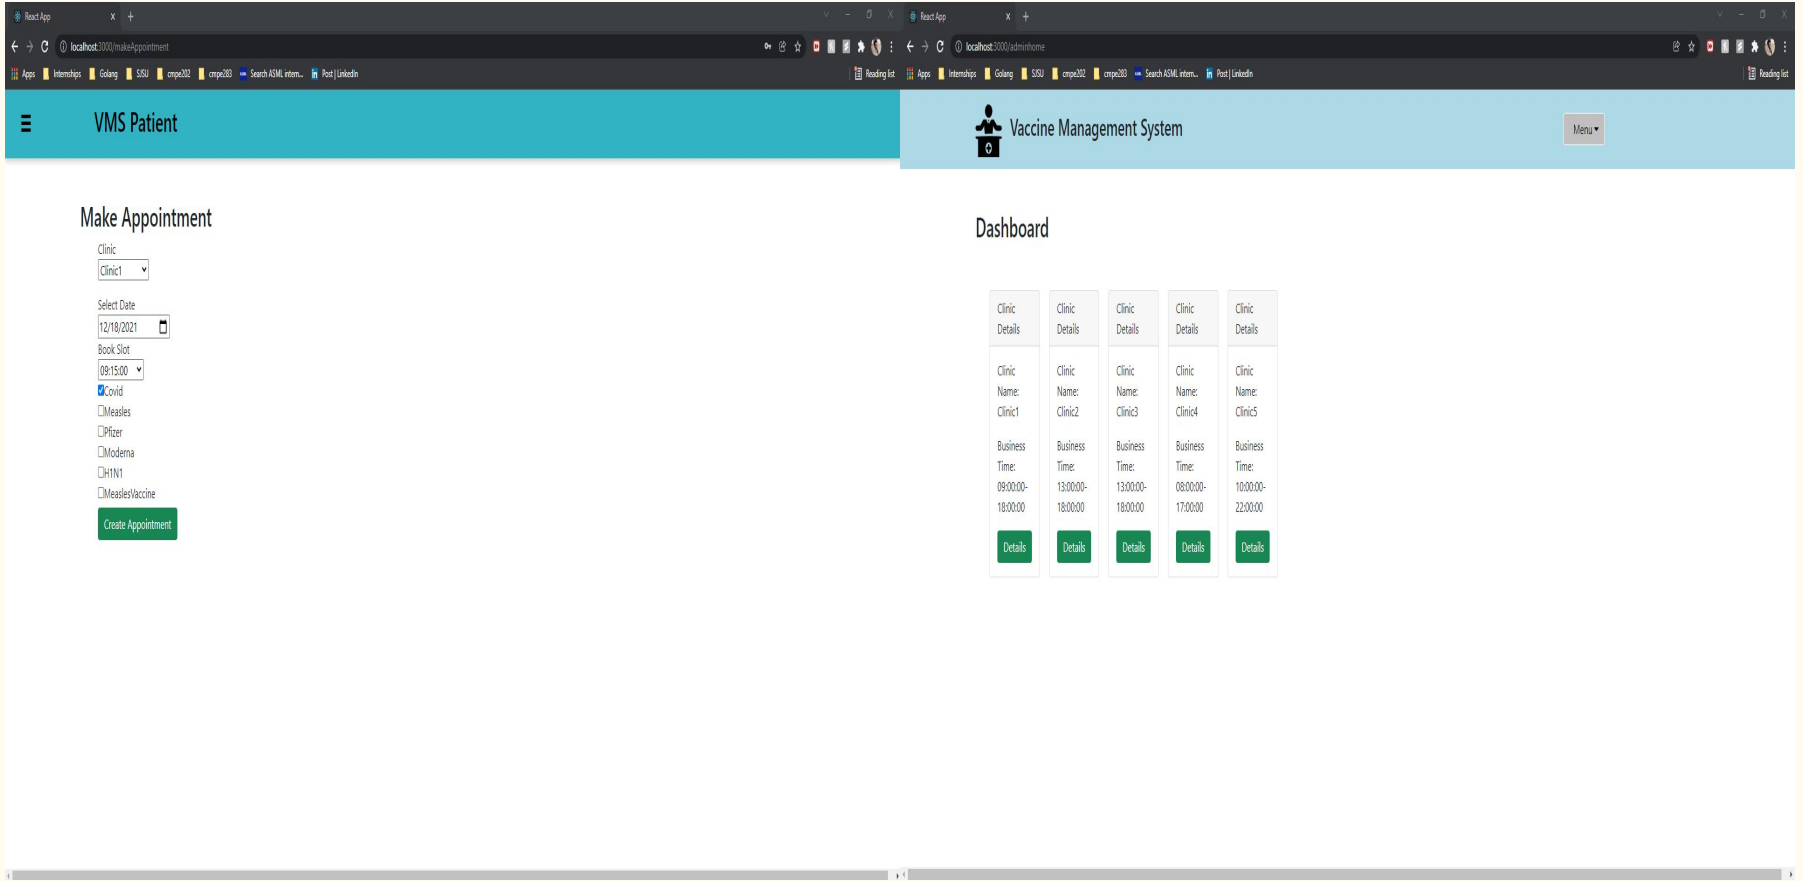 React App
localhost:3000/makeAppointment
Apps Internships Golang SJSU cmpe202 cmpe283 Search ASML intern... Post | LinkedIn Reading list
VMS Patient
Make Appointment
Clinic
Clinic1
Select Date
12/18/2021
Book Slot
09:15:00
Covid
Measles
Pfizer
Moderna
H1N1
MeaslesVaccine
Create Appointment
React App
localhost:3000/adminhome
Apps Internships Golang SJSU cmpe202 cmpe283 Search ASML intern... Post | LinkedIn Reading list
Vaccine Management System
Menu
Dashboard
Clinic
Details
Clinic
Name:
Clinic1
Business
Time:
09:00:00-
18:00:00
Details
Clinic
Details
Clinic
Name:
Clinic2
Business
Time:
13:00:00-
18:00:00
Details
Clinic
Details
Clinic
Name:
Clinic3
Business
Time:
13:00:00-
18:00:00
Details
Clinic
Details
Clinic
Name:
Clinic4
Business
Time:
08:00:00-
17:00:00
Details
Clinic
Details
Clinic
Name:
Clinic5
Business
Time:
10:00:00-
22:00:00
Details